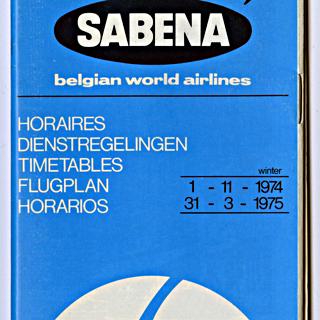 SABENA
belgian world airlines
HORAIRES
DIENSTREGELINGEN
TIMETABLES
FLUGPLAN
HORARIOS
winter
1 - 11 - 1974
31 - 3 - 1975